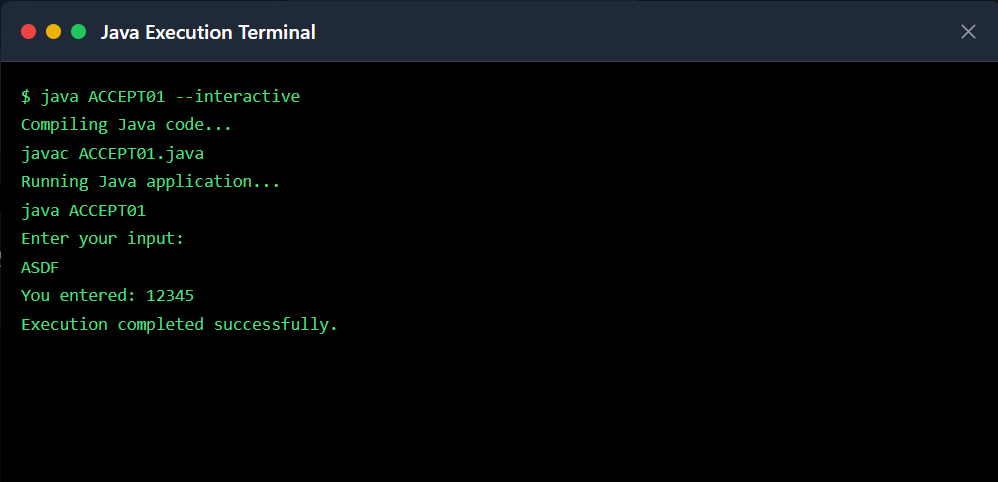 Java Execution Terminal
$ java ACCEPT01 --interactive
Compiling Java code...
javac ACCEPT01.java
Running Java application...
java ACCEPT01
Enter your input:
ASDF
You entered: 12345
Execution completed successfully.